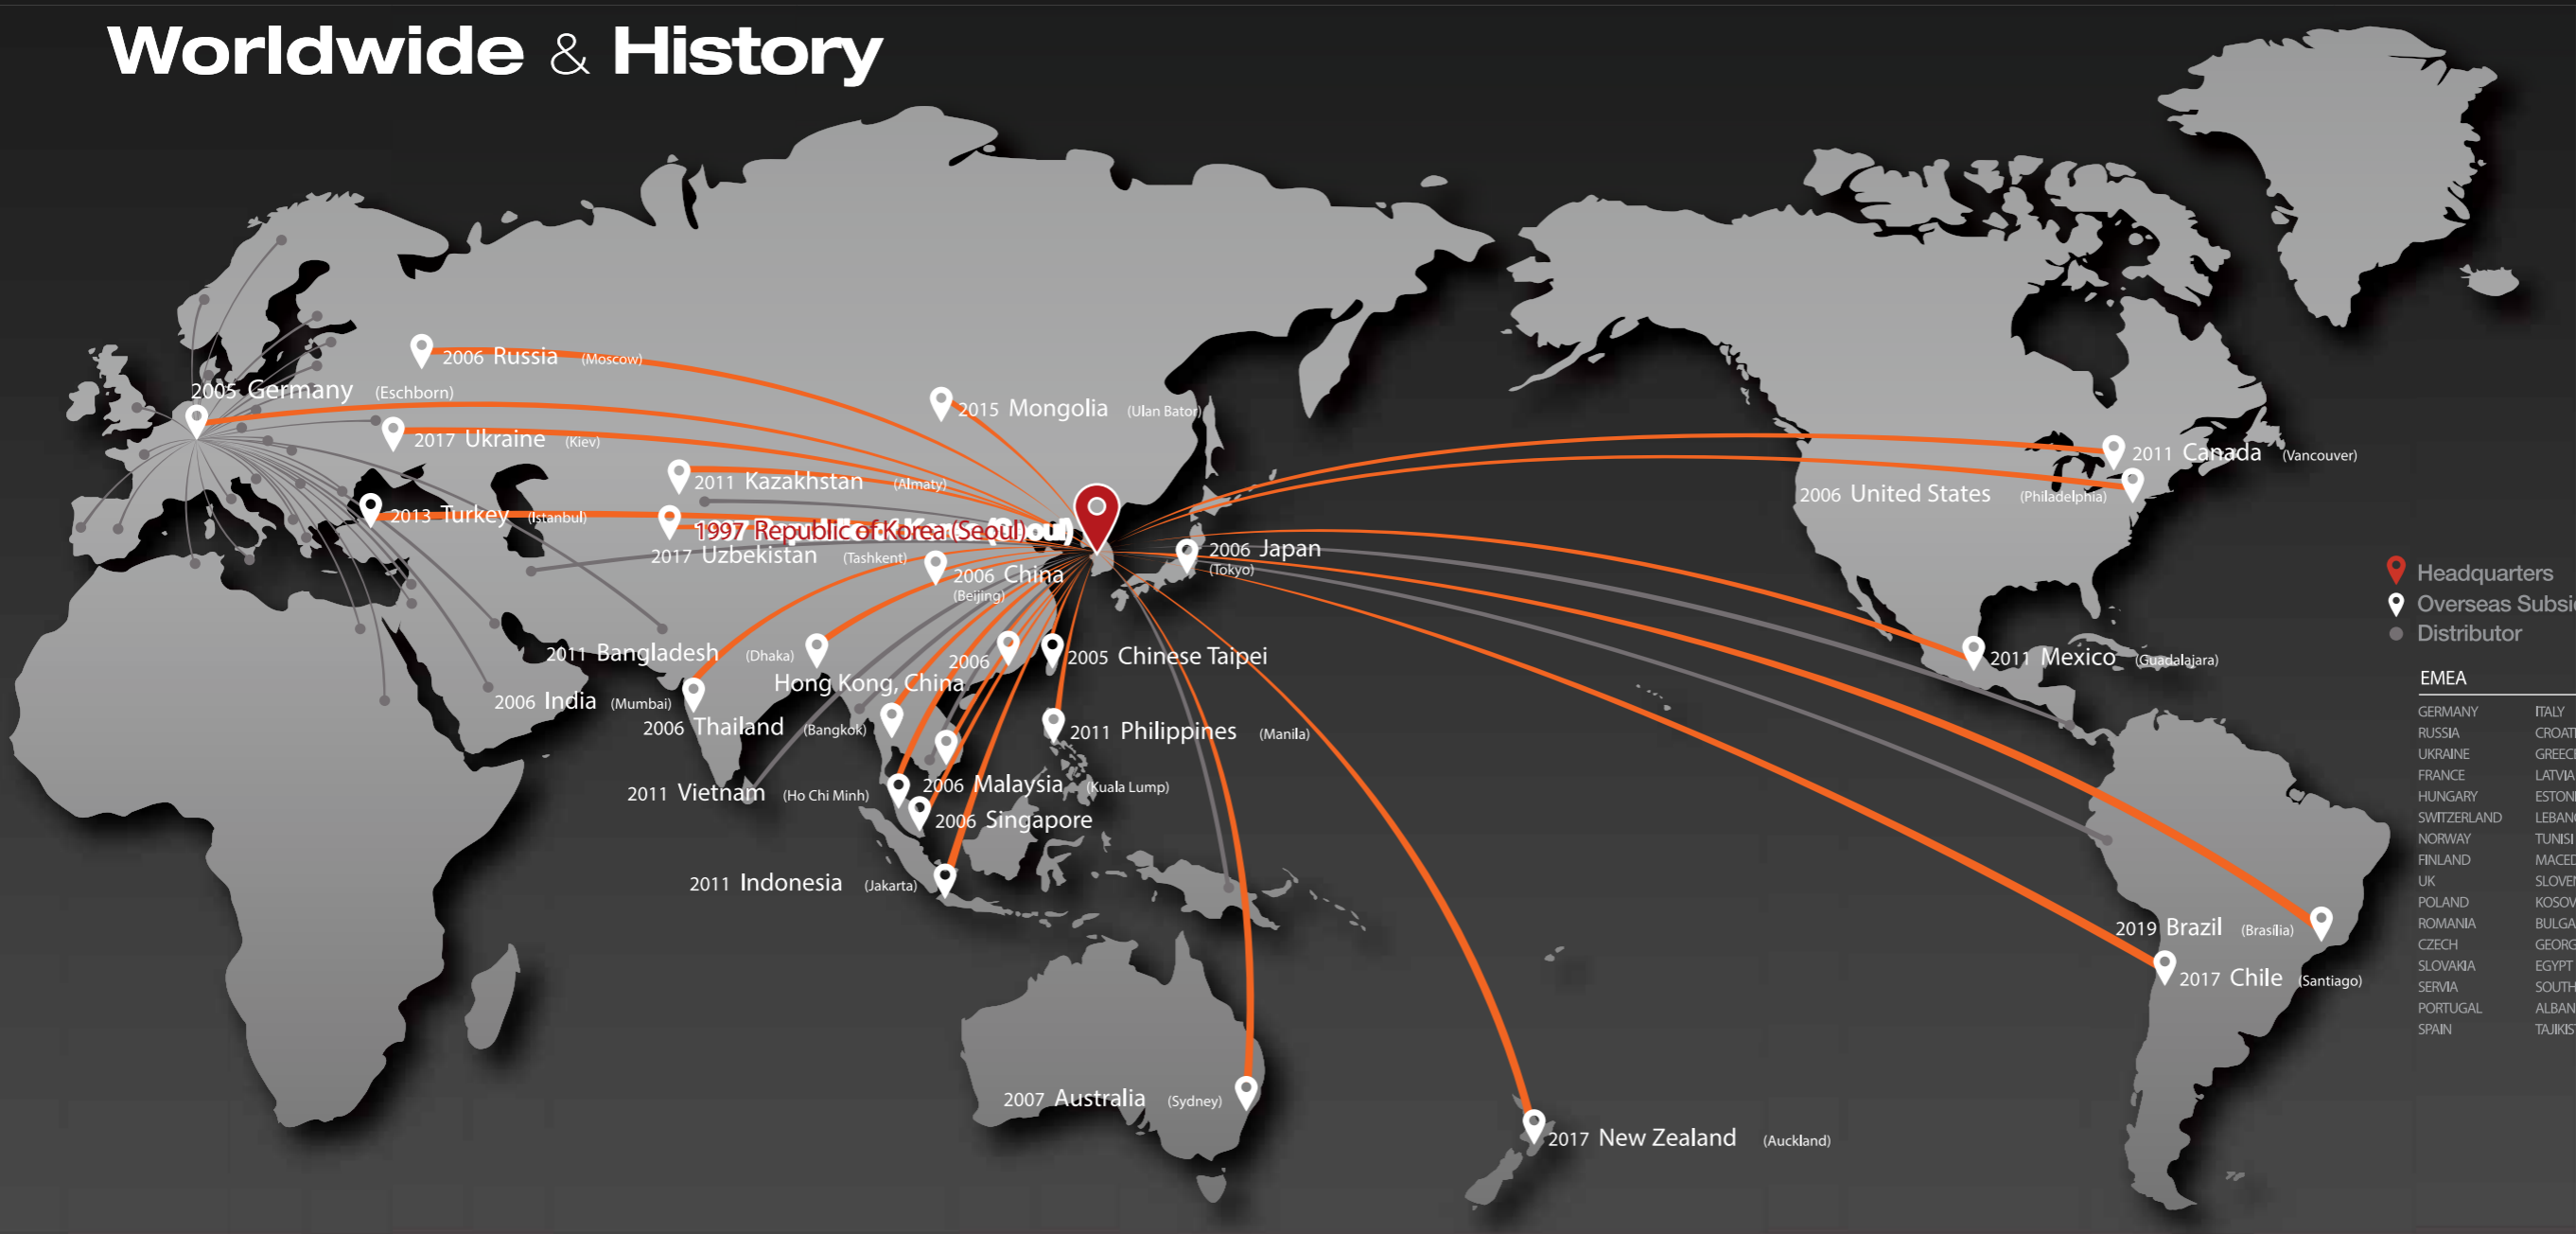 Worldwide & History
2006 Russia (Moscow)
2005 Germany (Eschborn)
2015 Mongolia (Ulan Bator)
2017 Ukraine (Kiev)
2011 Canada (Vancouver)
2011 Kazakhstan (Almaty)
2006 United States (Philadelphia)
2013 Turkey (Istanbul)
1997 Republic of Korea (Seoul)
2017 Uzbekistan (Tashkent)
2006 Japan
(Tokyo)
2006 China
(Beijing)
2011 Bangladesh (Dhaka)
2006
Hong Kong, China
2005 Chinese Taipei
2011 Mexico (Guadalajara)
2006 India (Mumbai)
2006 Thailand (Bangkok)
2011 Philippines (Manila)
2011 Vietnam (Ho Chi Minh)
2006 Malaysia (Kuala Lump)
2006 Singapore
2011 Indonesia (Jakarta)
2019 Brazil (Brasília)
2017 Chile (Santiago)
2007 Australia (Sydney)
2017 New Zealand (Auckland)
Headquarters
Overseas Subsi
Distributor
EMEA
GERMANY ITALY
RUSSIA CROAT
UKRAINE GREEC
FRANCE LATVIA
HUNGARY ESTON
SWITZERLAND LEBAN
NORWAY TUNISI
FINLAND MACED
UK SLOVEN
POLAND KOSOV
ROMANIA BULGA
CZECH GEORG
SLOVAKIA EGYPT
SERVIA SOUTH
PORTUGAL ALBAN
SPAIN TAJIKIS